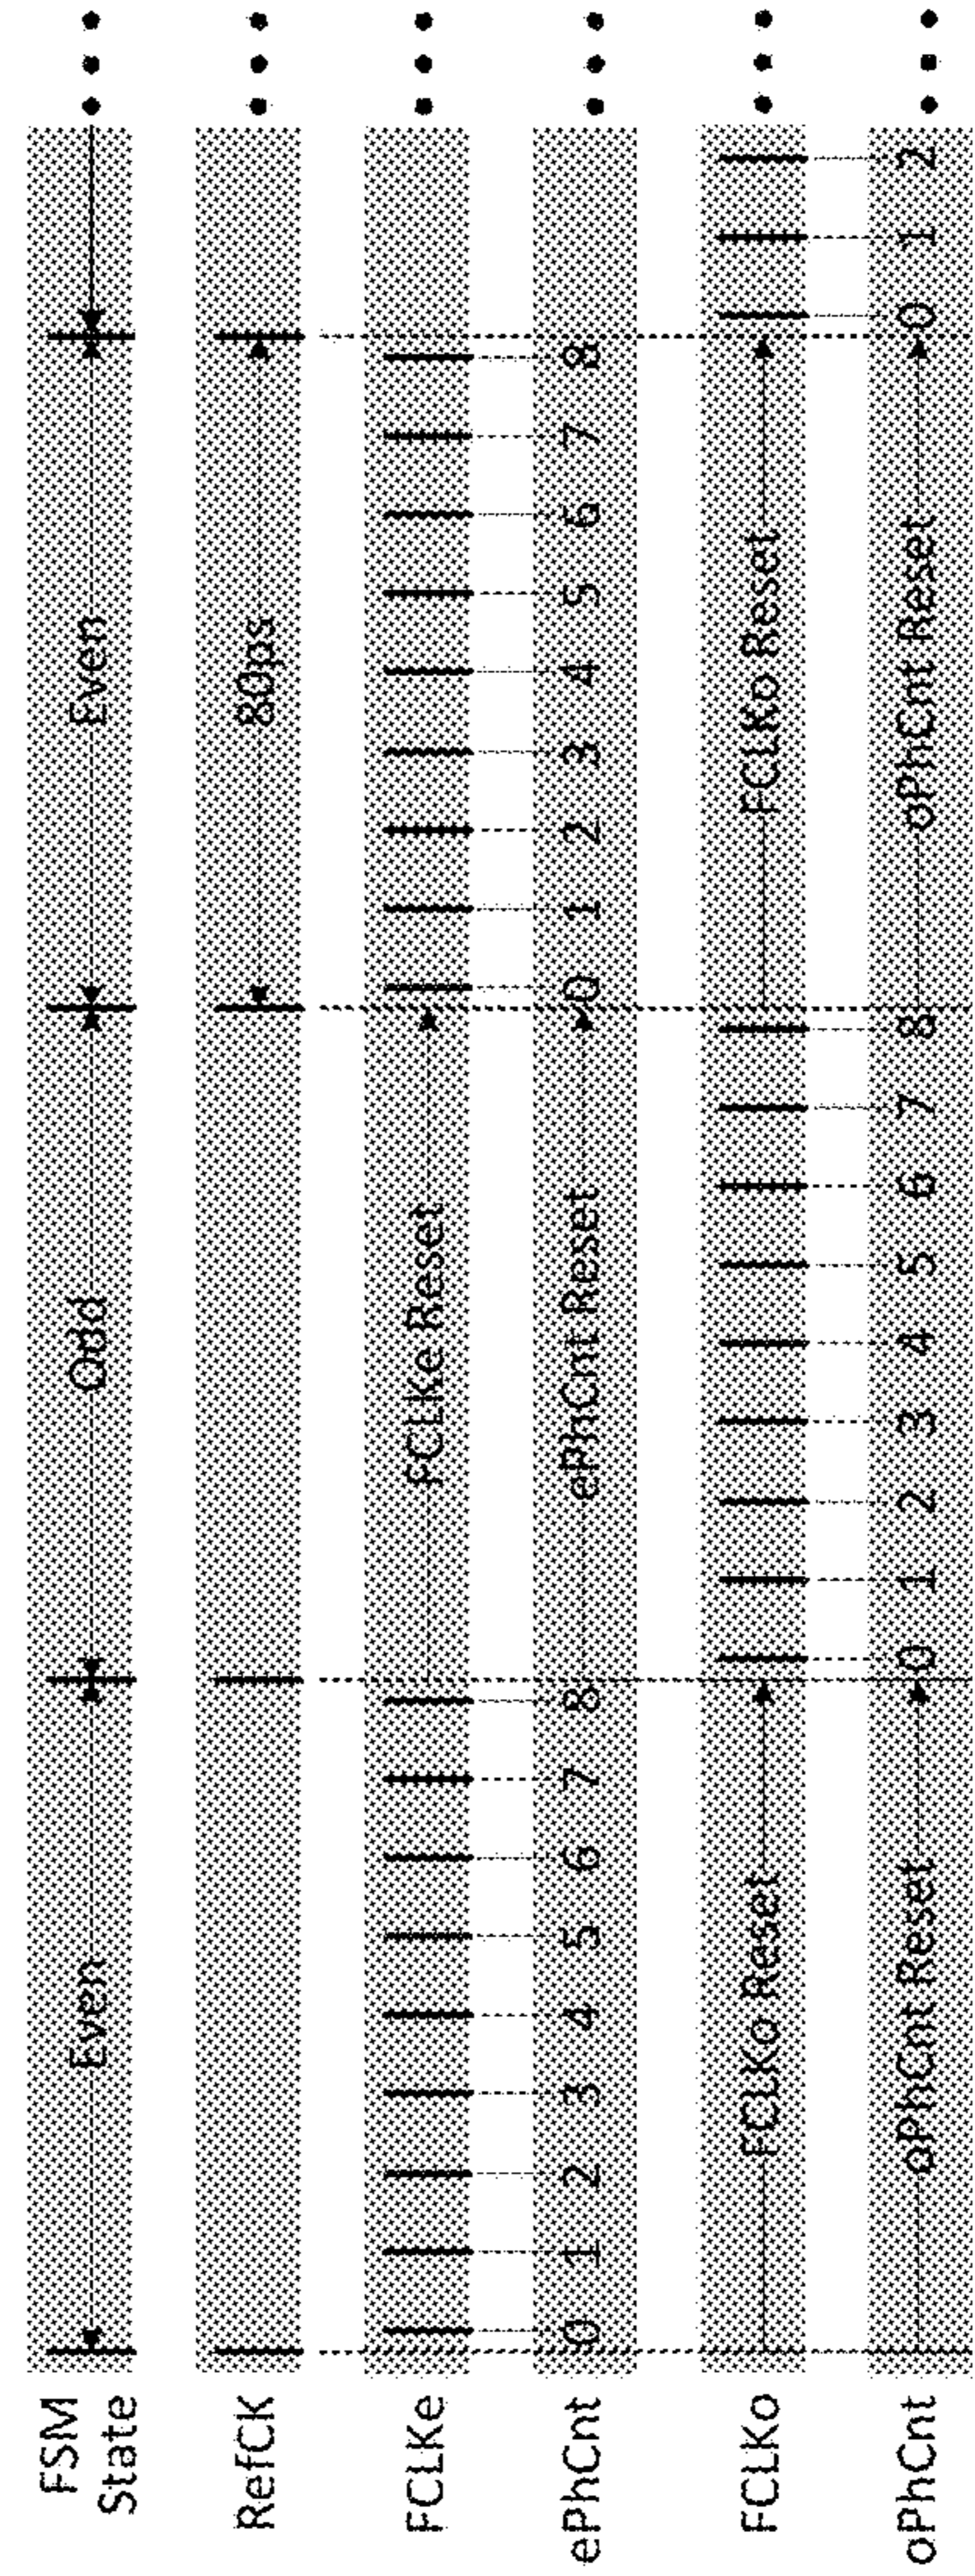 FSM
State
Even
Odd
Even
RefCK
80ps
FCLKe
FCLKe Reset
ePhCnt
0 1 2 3 4 5 6 7 8
ePhCnt Reset
0 1 2 3 4 5 6 7 8
FCLKo
FCLKo Reset
FCLKo Reset
oPhCnt
oPhCnt Reset
0 1 2 3 4 5 6 7 8
oPhCnt Reset
0 1 2